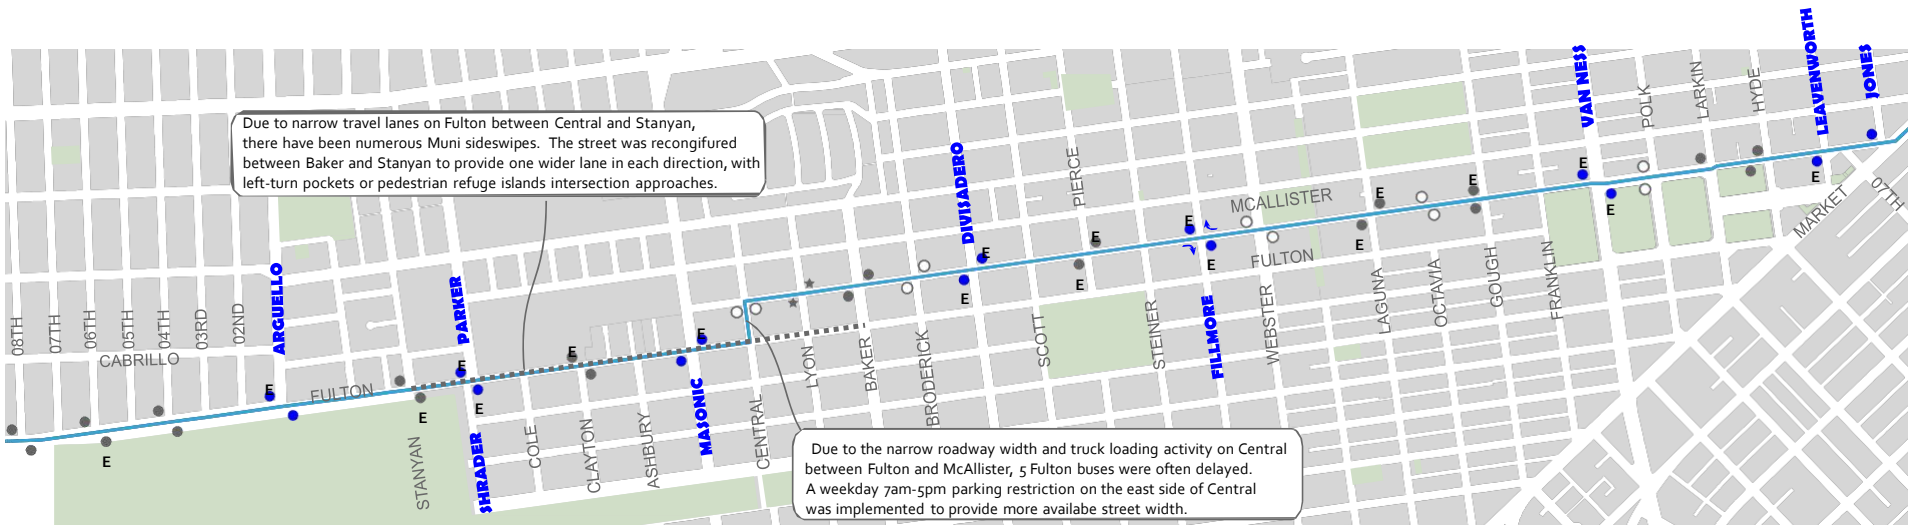 LEAVENWORTH
JONES
VAN NESS
POLK
LARKIN
HYDE
Due to narrow travel lanes on Fulton between Central and Stanyan,
there have been numerous Muni sideswipes. The street was recongifured
between Baker and Stanyan to provide one wider lane in each direction, with
left-turn pockets or pedestrian refuge islands intersection approaches.
DIVISADERO
PIERCE
MCALLISTER
E
E
E
E
E
MARKET
07TH
E
E
E
E
E
E
E
FULTON
ARGUELLO
PARKER
08TH
07TH
06TH
05TH
04TH
03RD
02ND
CABRILLO
E
E
E
FILLMORE
WEBSTER
LAGUNA
OCTAVIA
GOUGH
FRANKLIN
STEINER
SCOTT
BRODERICK
BAKER
LYON
E
E
E
E
FULTON
E
E
E
MASONIC
CENTRAL
ASHBURY
CLAYTON
COLE
SHRADER
STANYAN
Due to the narrow roadway width and truck loading activity on Central
between Fulton and McAllister, 5 Fulton buses were often delayed.
A weekday 7am-5pm parking restriction on the east side of Central
was implemented to provide more availabe street width.